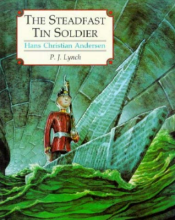 THE STEADFAST
TIN SOLDIER
Hans Christian Andersen
P. J. Lynch